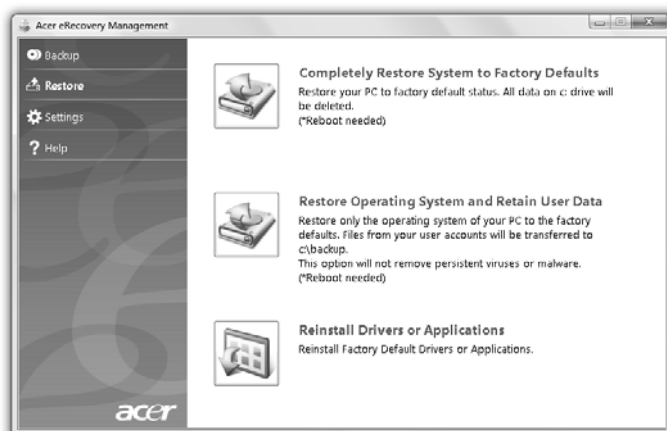 Acer eRecovery Management
Backup
Restore
Settings
? Help
Completely Restore System to Factory Defaults
Restore your PC to factory default status. All data on c: drive will
be deleted.
(*Reboot needed)
Restore Operating System and Retain User Data
Restore only the operating system of your PC to the factory
defaults. Files from your user accounts will be transferred to
c:\backup.
This option will not remove persistent viruses or malware.
(*Reboot needed)
Reinstall Drivers or Applications
Reinstall Factory Default Drivers or Applications.
acer